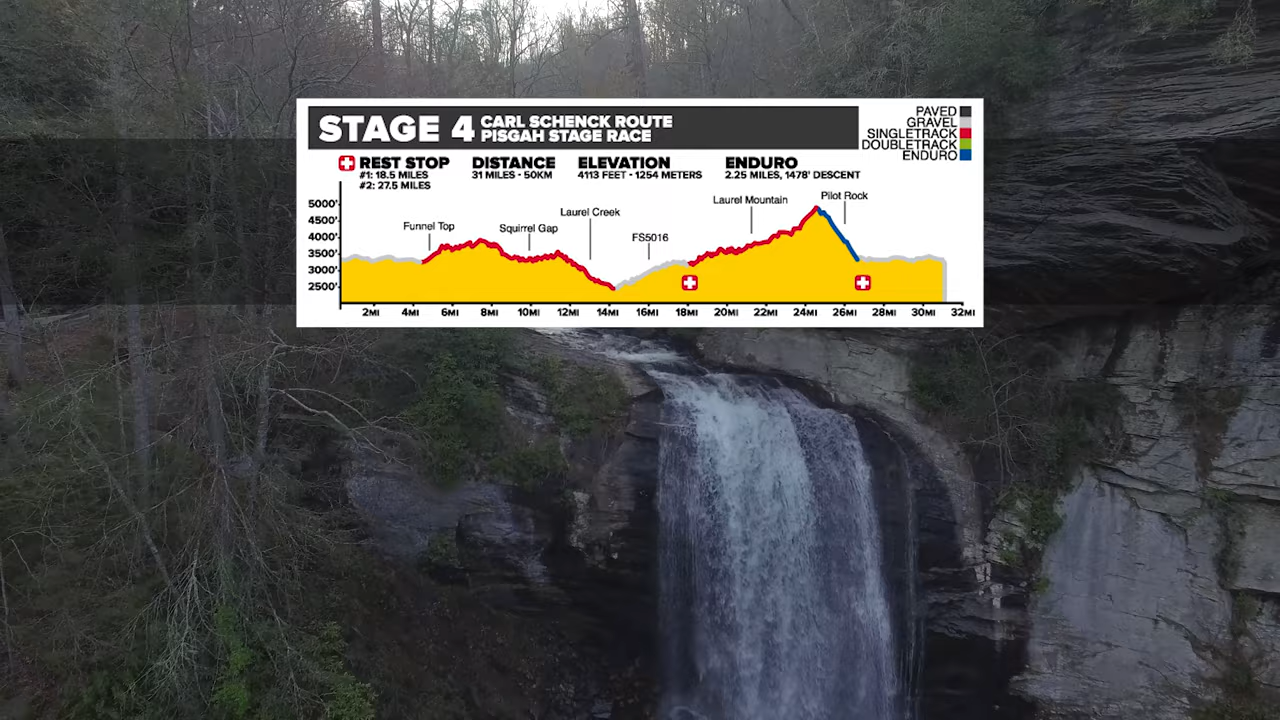 STAGE 4 CARL SCHENCK ROUTE
PISGAH STAGE RACE
PAVED
GRAVEL
SINGLETRACK
DOUBLETRACK
ENDURO
REST STOP
#1: 18.5 MILES
#2: 27.5 MILES
DISTANCE
31 MILES - 50KM
ELEVATION
4113 FEET - 1254 METERS
ENDURO
2.25 MILES, 1478' DESCENT
5000'
4500'
4000'
3500'
3000'
2500'
Funnel Top
Squirrel Gap
Laurel Creek
FS5016
Laurel Mountain
Pilot Rock
2MI 4MI 6MI 8MI 10MI 12MI 14MI 16MI 18MI 20MI 22MI 24MI 26MI 28MI 30MI 32MI